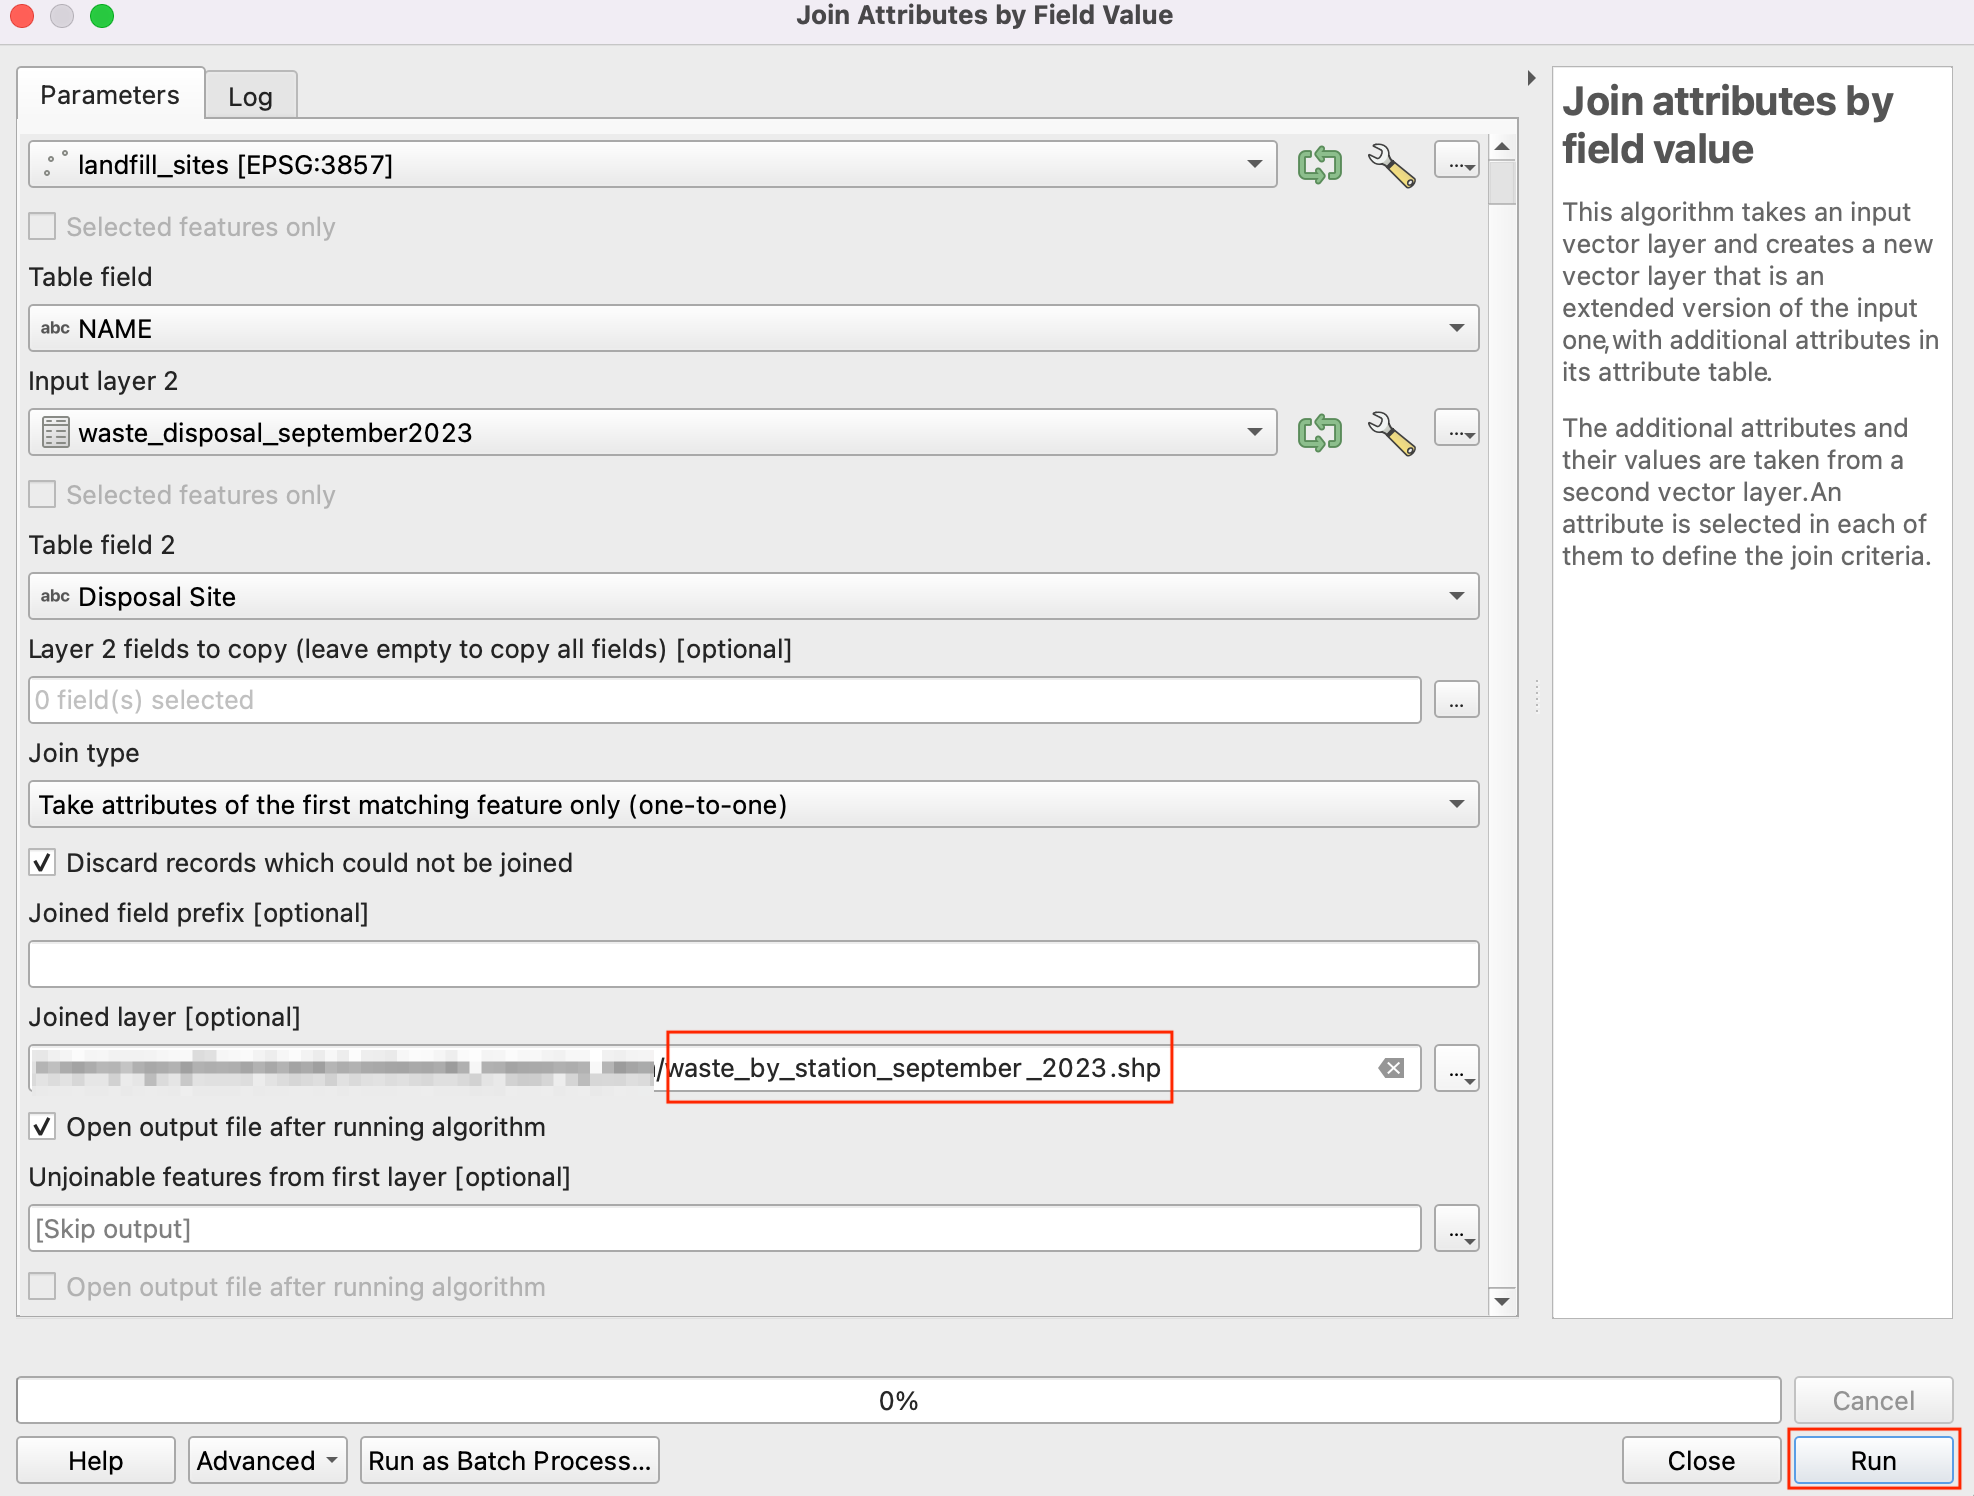 Join Attributes by Field Value
Parameters
Log
landfill_sites [EPSG:3857]
...
Selected features only
Table field
abc NAME
Input layer 2
waste_disposal_september2023
...
Selected features only
Table field 2
abc Disposal Site
Layer 2 fields to copy (leave empty to copy all fields) [optional]
0 field(s) selected
...
Join type
Take attributes of the first matching feature only (one-to-one)
Discard records which could not be joined
Joined field prefix [optional]
Joined layer [optional]
/waste_by_station_september_2023.shp
...
Open output file after running algorithm
Unjoinable features from first layer [optional]
[Skip output]
...
Open output file after running algorithm
Join attributes by
field value
This algorithm takes an input
vector layer and creates a new
vector layer that is an
extended version of the input
one,with additional attributes in
its attribute table.
The additional attributes and
their values are taken from a
second vector layer.An
attribute is selected in each of
them to define the join criteria.
0%
Cancel
Help
Advanced
Run as Batch Process...
Close
Run